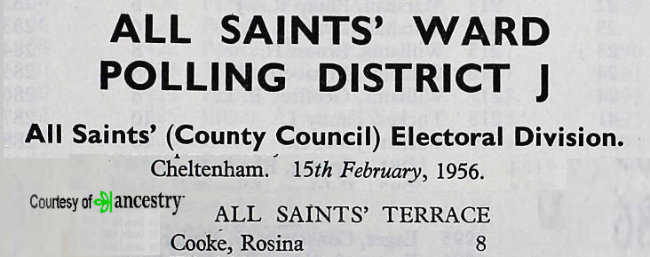 ALL SAINTS' WARD
POLLING DISTRICT J
All Saints' (County Council) Electoral Division.
Cheltenham. 15th February, 1956.
Courtesy of ancestry
ALL SAINTS' TERRACE
Cooke, Rosina 8